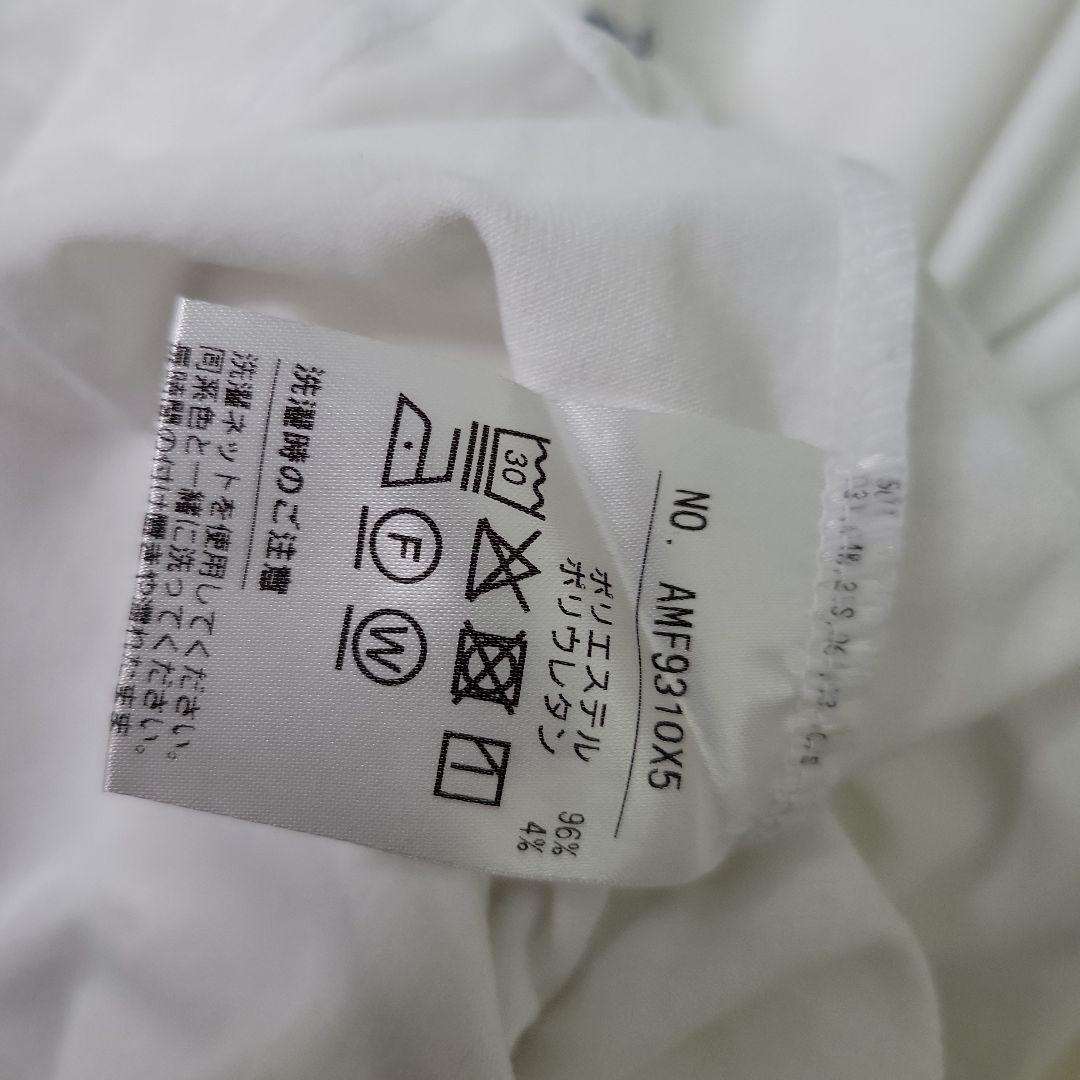 NO. AMF9310X5
ポリエステル 96%
ポリウレタン 4%
30
F
W
洗濯時のご注意
洗濯ネットを使用してください。
同系色と一緒に洗ってください。